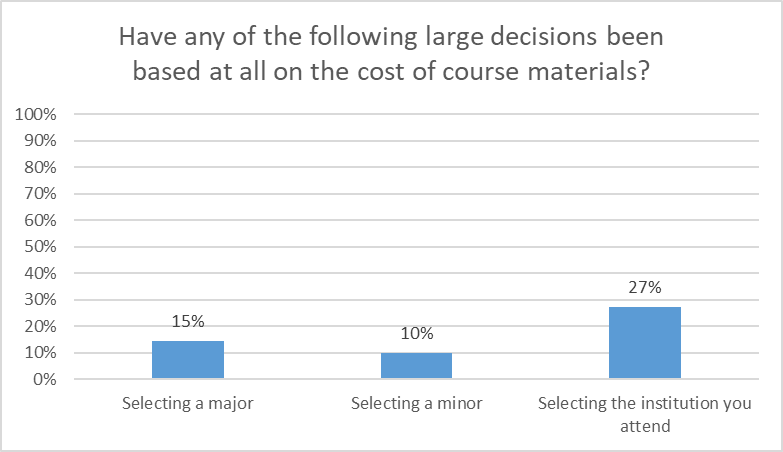 Have any of the following large decisions been
based at all on the cost of course materials?
100%
90%
80%
70%
60%
50%
40%
30%
20%
10%
0%
15%
10%
27%
Selecting a major
Selecting a minor
Selecting the institution you
attend